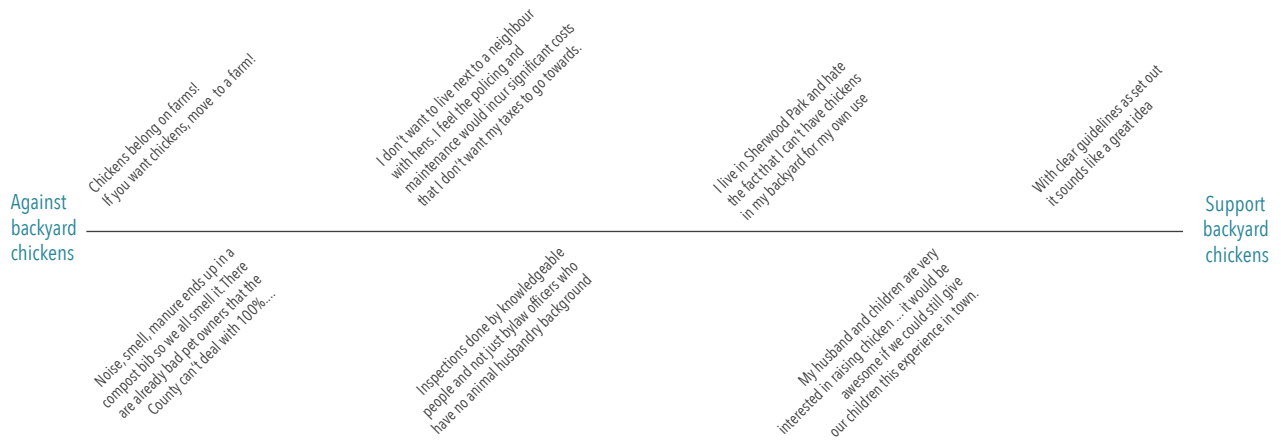 Chickens belong on farms!
If you want chickens, move to a farm!
I don't want to live next to a neighbour
with hens. I feel the policing and
maintenance would incur significant costs
that I don't want my taxes to go towards.
I live in Sherwood Park and hate
the fact that I can't have chickens
in my backyard for my own use
With clear guidelines as set out
it sounds like a great idea
Against
backyard
chickens
Support
backyard
chickens
Noise, smell, manure ends up in a
compost bib so we all smell it. There
are already bad pet owners that the
County can't deal with 100%....
Inspections done by knowledgeable
people and not just bylaw officers who
have no animal husbandry background
My husband and children are very
interested in raising chicken ... it would be
awesome if we could still give
our children this experience in town.